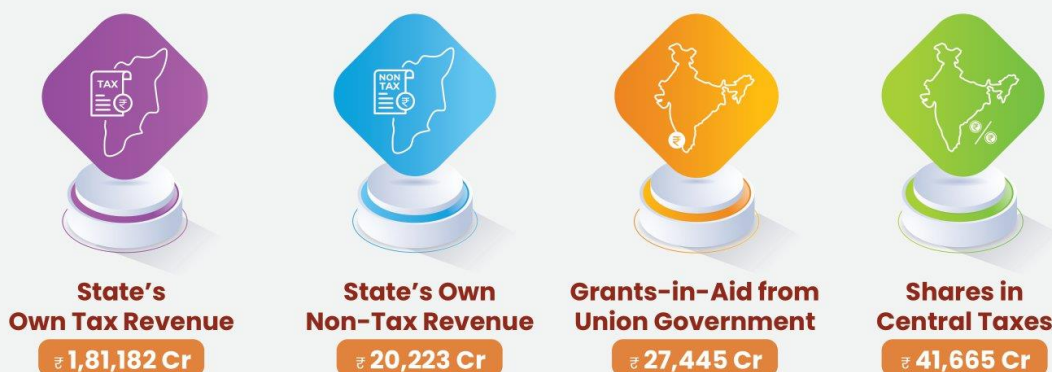 TAX
₹
NON
TAX
₹
₹
₹/₹
State's
Own Tax Revenue
₹ 1,81,182 Cr
State's Own
Non-Tax Revenue
₹ 20,223 Cr
Grants-in-Aid from
Union Government
₹ 27,445 Cr
Shares in
Central Taxes
₹ 41,665 Cr